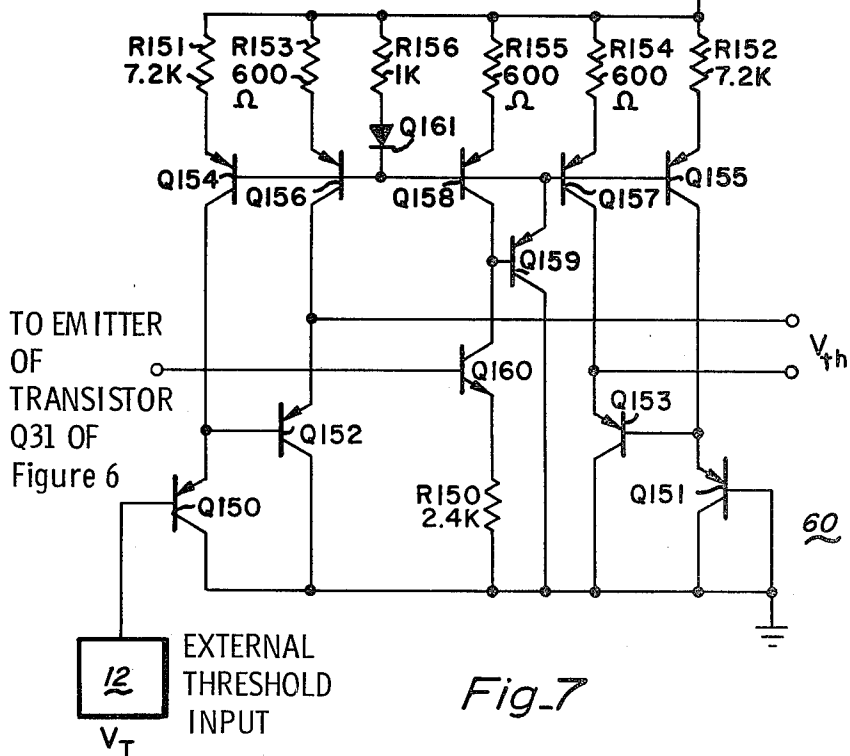 R151 R153 R156 R155 R154 R152
7.2K 600 Ω 1K 600 Ω 600 Ω 7.2K
Q161
Q154 Q156 Q158 Q157 Q155
Q159
TO EMITTER
OF
TRANSISTOR
Q31 OF
Figure 6
Vth
Q160
Q153
Q152
Q150
R150
2.4K
Q151
60
12
EXTERNAL
THRESHOLD
INPUT
VT
Fig_7